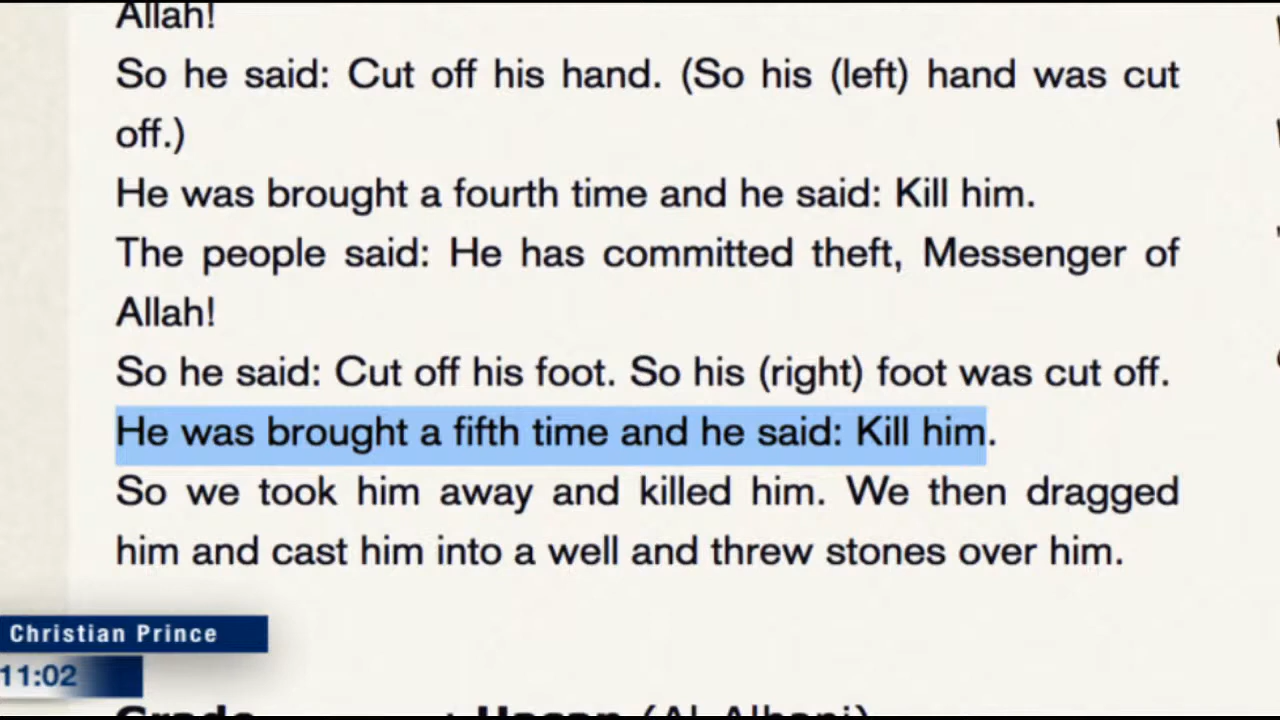 Allah!
So he said: Cut off his hand. (So his (left) hand was cut
off.)
He was brought a fourth time and he said: Kill him.
The people said: He has committed theft, Messenger of
Allah!
So he said: Cut off his foot. So his (right) foot was cut off.
He was brought a fifth time and he said: Kill him.
So we took him away and killed him. We then dragged
him and cast him into a well and threw stones over him.
Christian Prince
11:02
Grade : Hasan (Al-Albani)